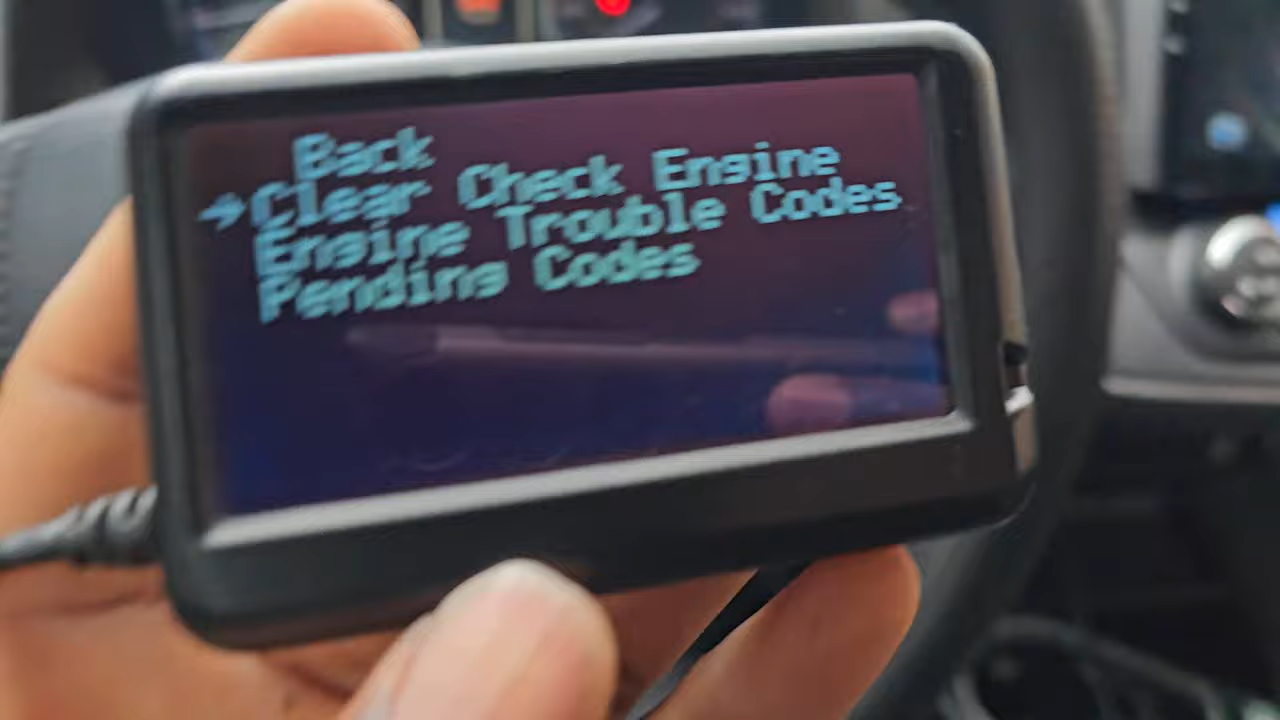 Back
→Clear Check Engine
Engine Trouble Codes
Pending Codes